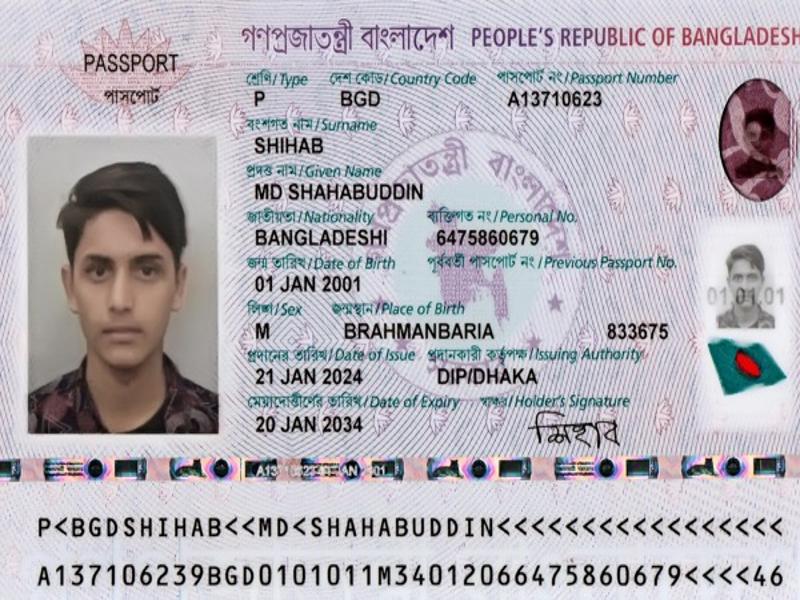 গণপ্রজাতন্ত্রী বাংলাদেশ PEOPLE'S REPUBLIC OF BANGLADESH
PASSPORT
পাসপোর্ট
শ্রেণি/Type দেশ কোড/Country Code পাসপোর্ট নং/Passport Number
P BGD A13710623
বংশগত নাম/Surname
SHIHAB
প্রদত্ত নাম/Given Name
MD SHAHABUDDIN
জাতীয়তা/Nationality ব্যক্তিগত নং/Personal No.
BANGLADESHI 6475860679
জন্ম তারিখ/Date of Birth পূর্ববর্তী পাসপোর্ট নং/Previous Passport No.
01 JAN 2001
লিঙ্গ/Sex জন্মস্থান/Place of Birth
M BRAHMANBARIA 833675
প্রদানের তারিখ/Date of Issue প্রদানকারী কর্তৃপক্ষ/Issuing Authority
21 JAN 2024 DIP/DHAKA
মেয়াদোত্তীর্ণের তারিখ/Date of Expiry স্বাক্ষর/Holder's Signature
20 JAN 2034 শিহাব
01.01.01
P<BGDSHIHAB<<MD<SHAHABUDDIN<<<<<<<<<<<<<<<<<
A137106239BGD0101011M34012066475860679<<<<46